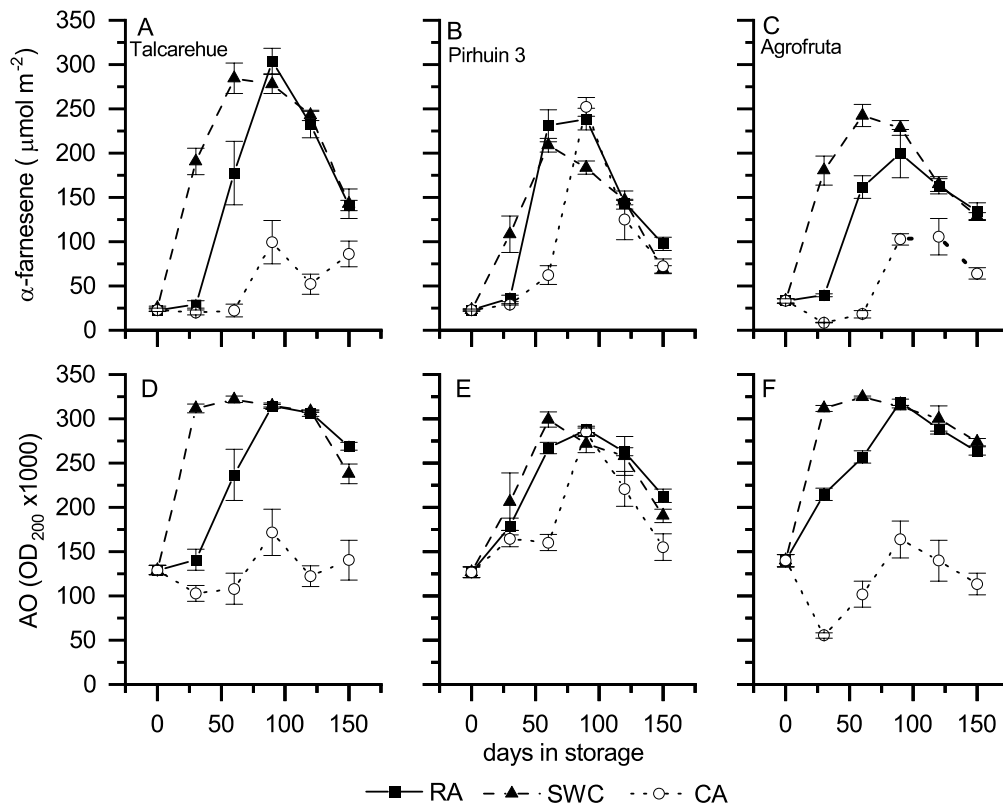 A
Talcarehue
B
Pirhuin 3
C
Agrofruta
350
300
250
200
150
100
50
0
α-farnesene ( μmol m-2)
D
E
F
350
300
250
200
150
100
50
0
AO (OD200 x1000)
0 50 100 150
0 50 100 150
0 50 100 150
days in storage
RA SWC CA